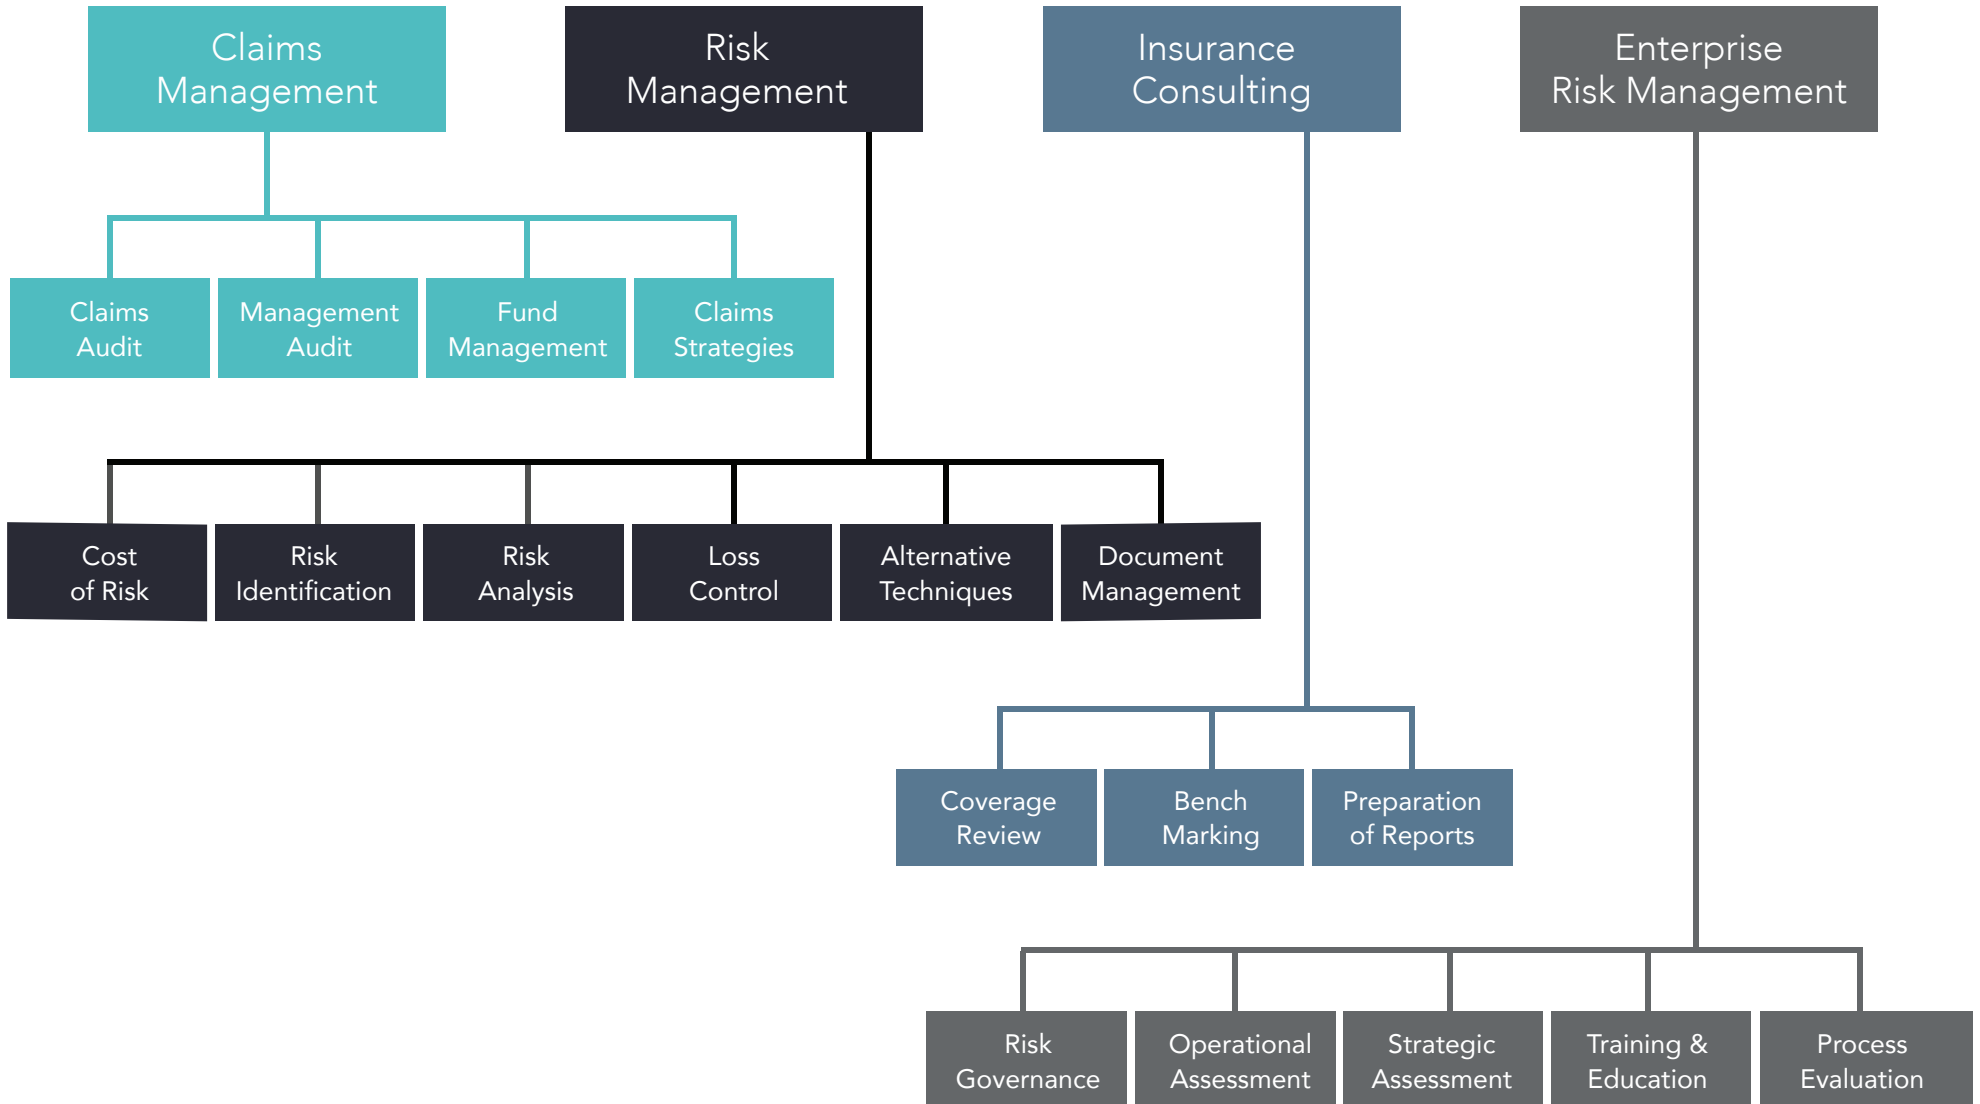 Claims
Management
Risk
Management
Insurance
Consulting
Enterprise
Risk Management
Claims
Audit
Management
Audit
Fund
Management
Claims
Strategies
Cost
of Risk
Risk
Identification
Risk
Analysis
Loss
Control
Alternative
Techniques
Document
Management
Coverage
Review
Bench
Marking
Preparation
of Reports
Risk
Governance
Operational
Assessment
Strategic
Assessment
Training &
Education
Process
Evaluation